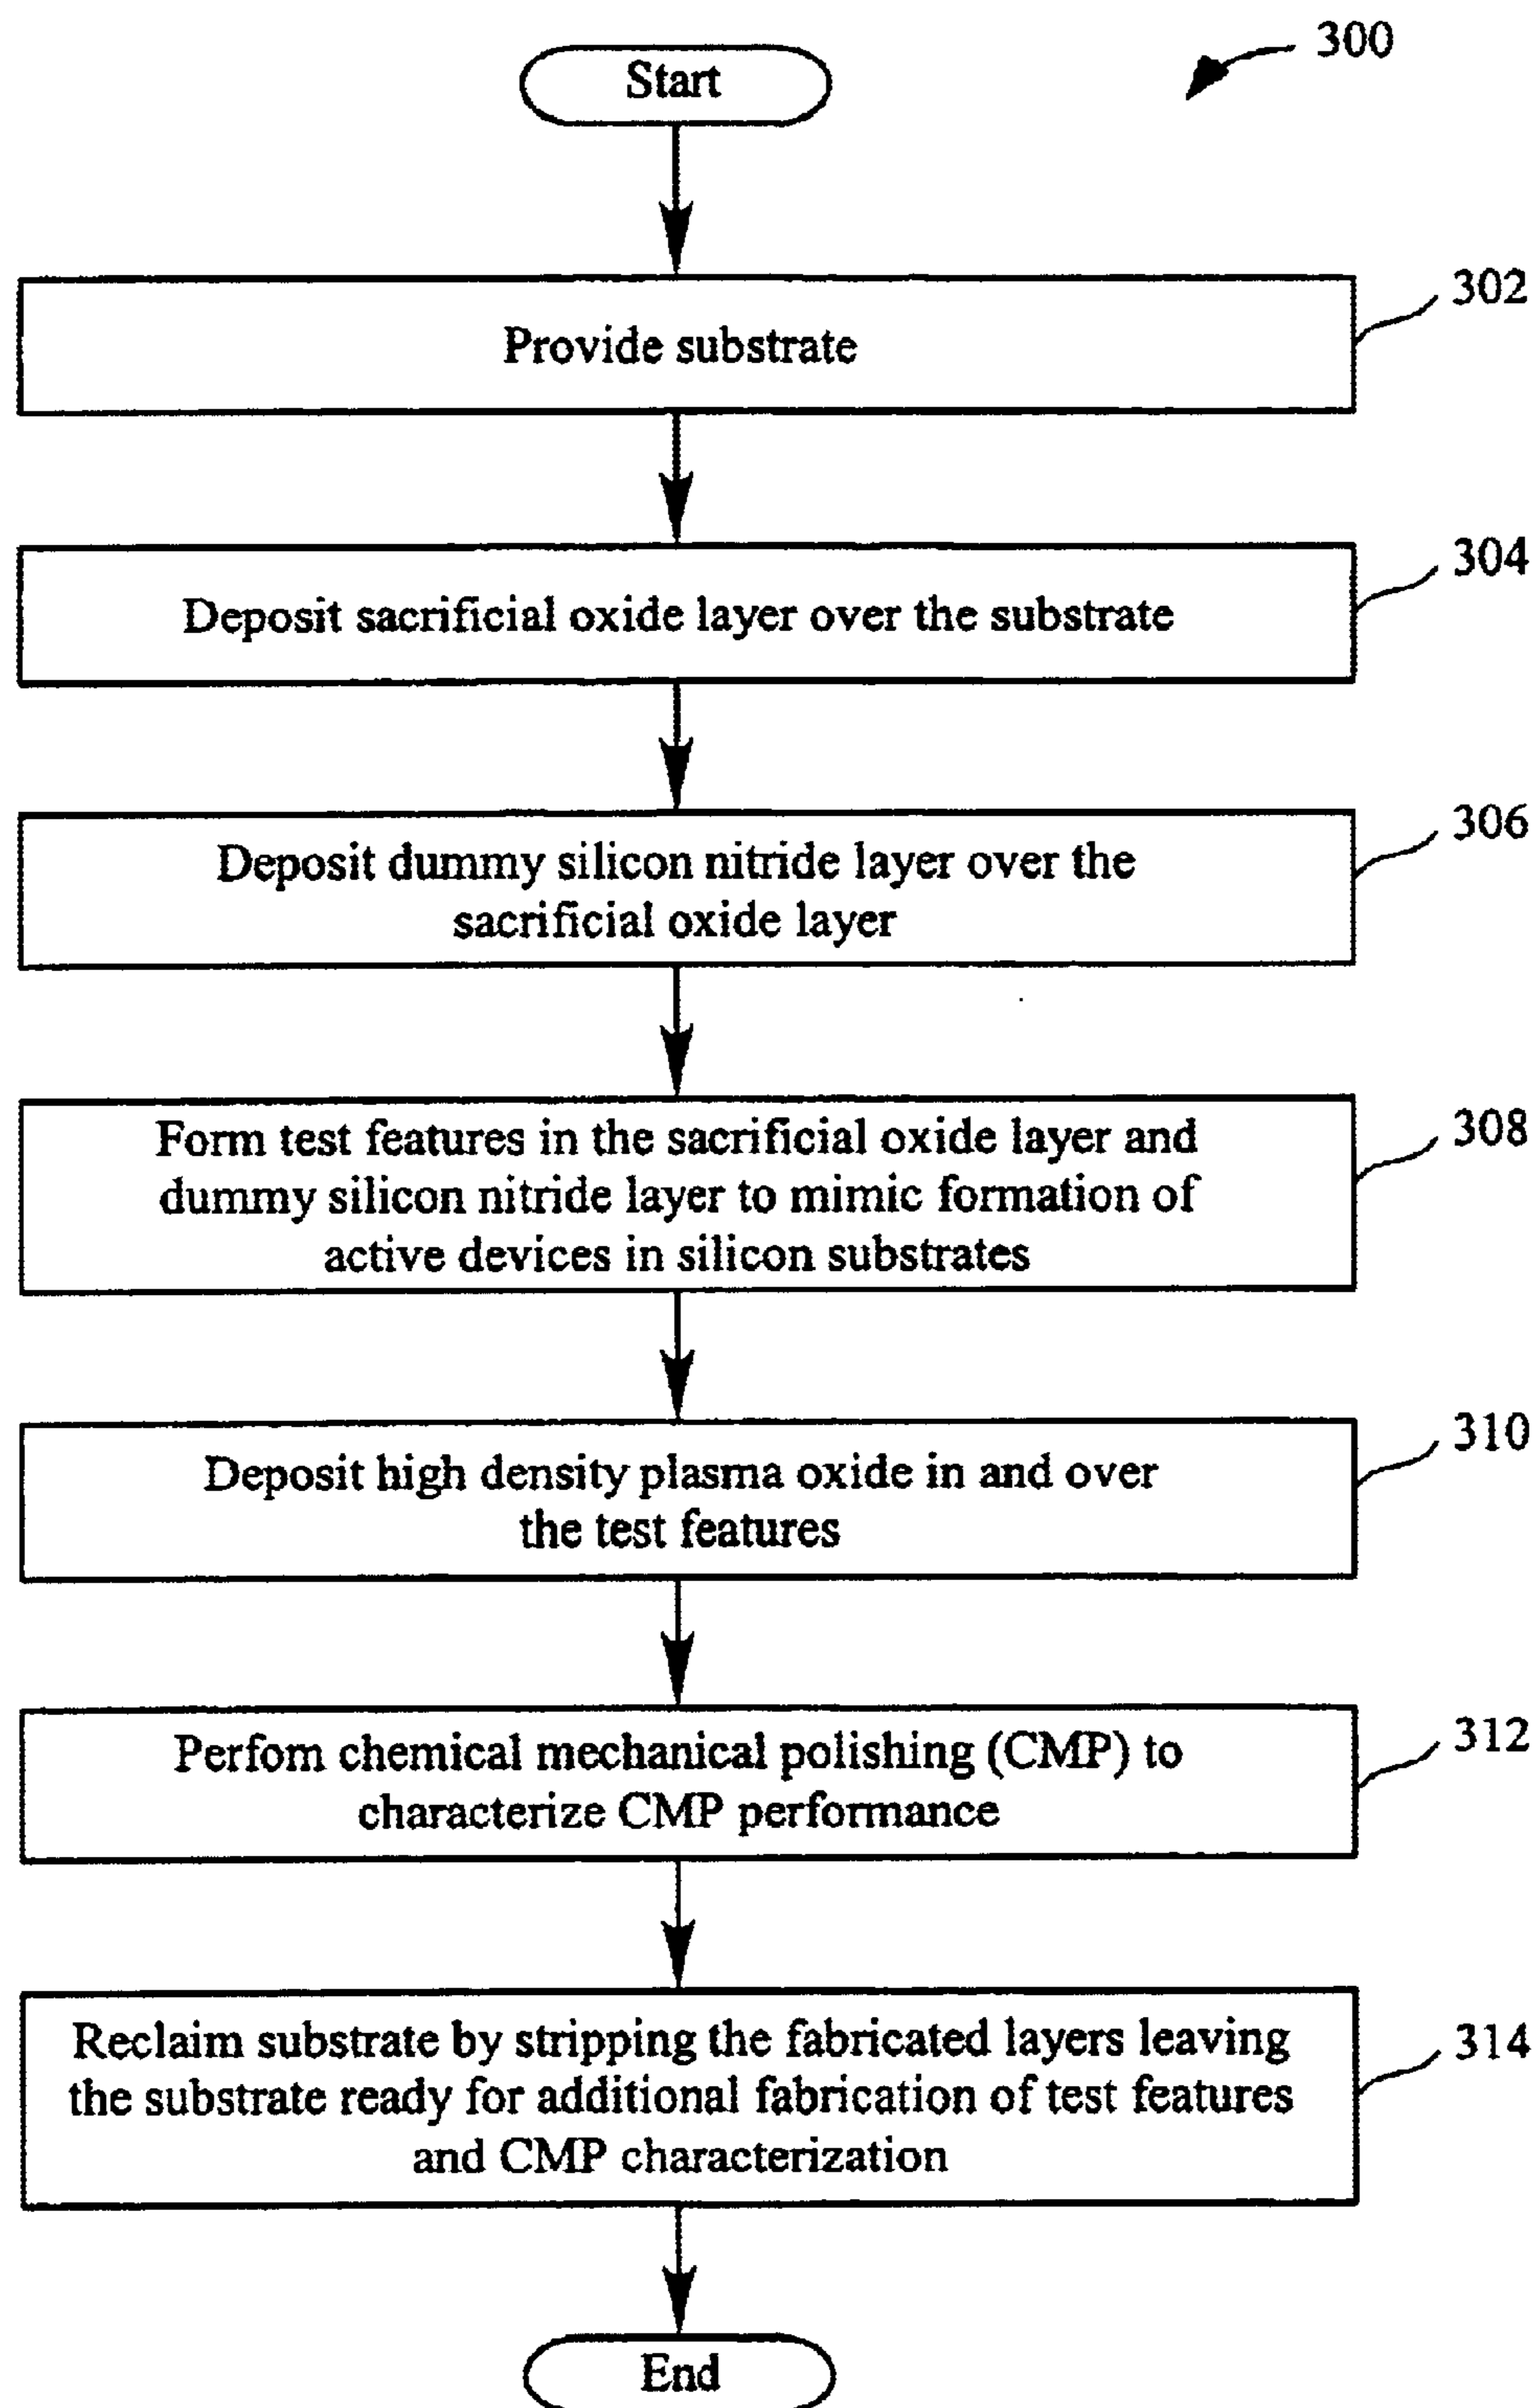 300
Start
302
Provide substrate
304
Deposit sacrificial oxide layer over the substrate
306
Deposit dummy silicon nitride layer over the
sacrificial oxide layer
308
Form test features in the sacrificial oxide layer and
dummy silicon nitride layer to mimic formation of
active devices in silicon substrates
310
Deposit high density plasma oxide in and over
the test features
312
Perfom chemical mechanical polishing (CMP) to
characterize CMP performance
314
Reclaim substrate by stripping the fabricated layers leaving
the substrate ready for additional fabrication of test features
and CMP characterization
End